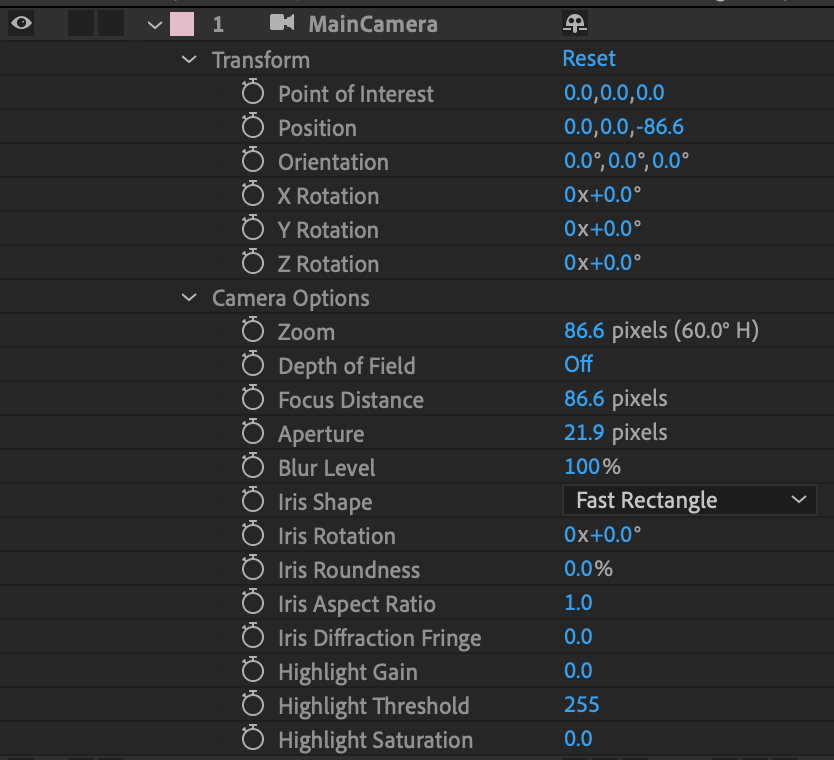 1 MainCamera
Transform Reset
Point of Interest 0.0,0.0,0.0
Position 0.0,0.0,-86.6
Orientation 0.0°,0.0°,0.0°
X Rotation 0x+0.0°
Y Rotation 0x+0.0°
Z Rotation 0x+0.0°
Camera Options
Zoom 86.6 pixels (60.0° H)
Depth of Field Off
Focus Distance 86.6 pixels
Aperture 21.9 pixels
Blur Level 100%
Iris Shape Fast Rectangle
Iris Rotation 0x+0.0°
Iris Roundness 0.0%
Iris Aspect Ratio 1.0
Iris Diffraction Fringe 0.0
Highlight Gain 0.0
Highlight Threshold 255
Highlight Saturation 0.0